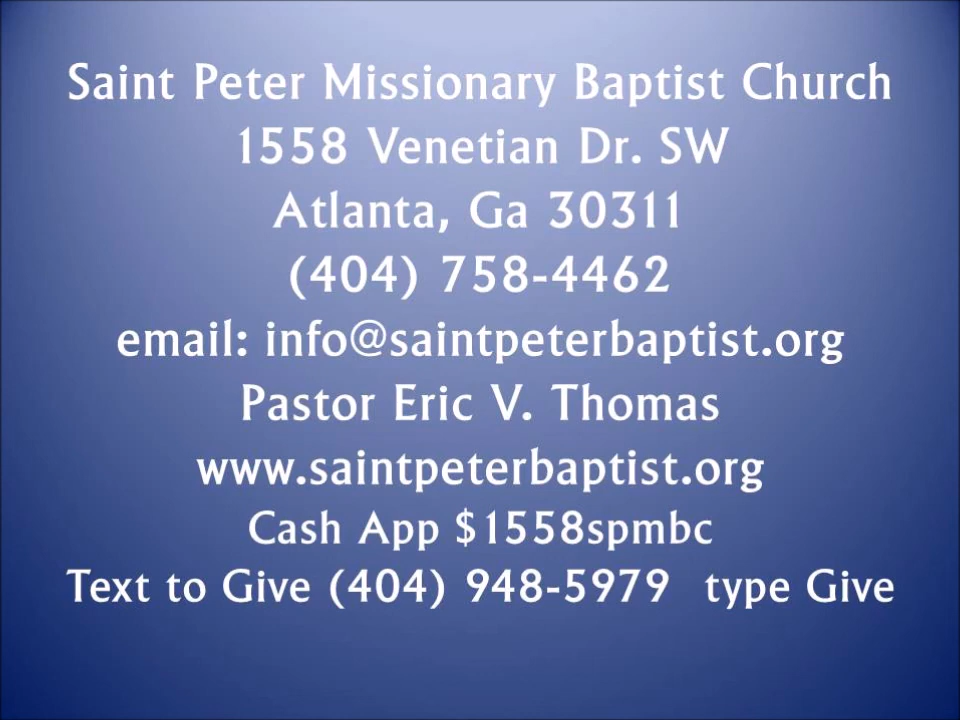 Saint Peter Missionary Baptist Church
1558 Venetian Dr. SW
Atlanta, Ga 30311
(404) 758-4462
email: info@saintpeterbaptist.org
Pastor Eric V. Thomas
www.saintpeterbaptist.org
Cash App $1558spmbc
Text to Give (404) 948-5979  type Give